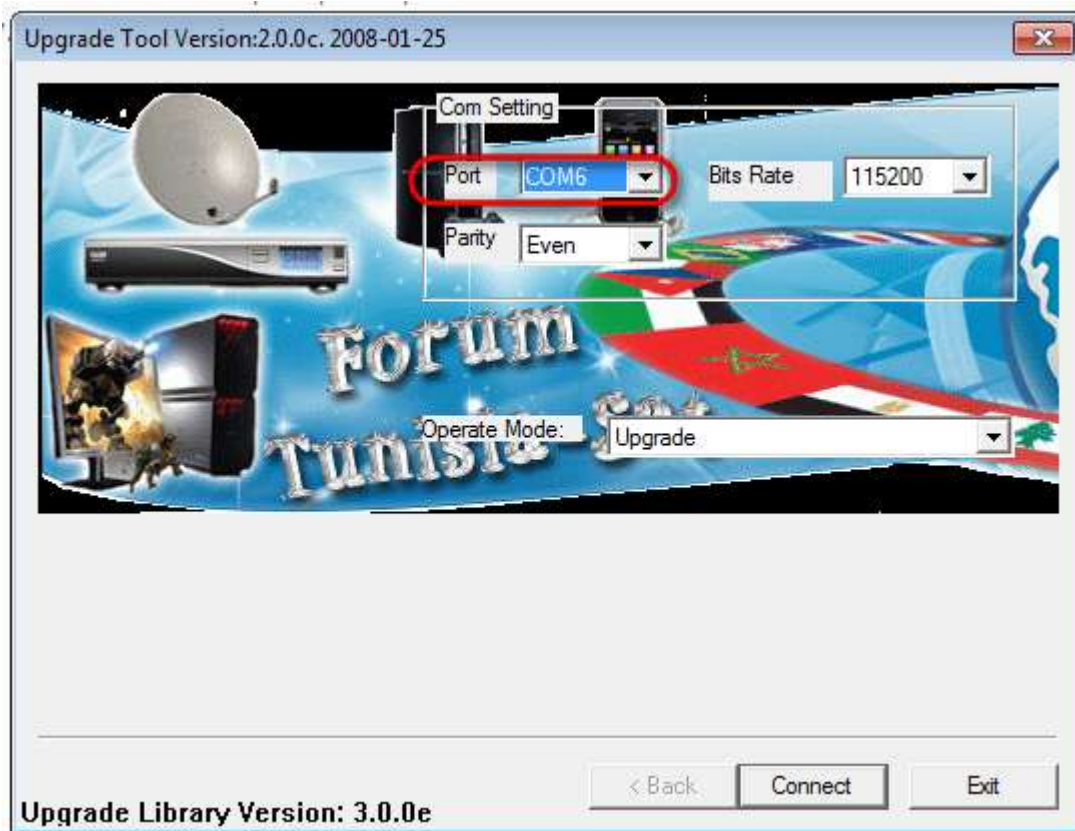 Upgrade Tool Version:2.0.0c. 2008-01-25
Com Setting
Port COM6 Bits Rate 115200
Parity Even
Forum
Tunisia-Sat
Operate Mode: Upgrade
< Back Connect Exit
Upgrade Library Version: 3.0.0e